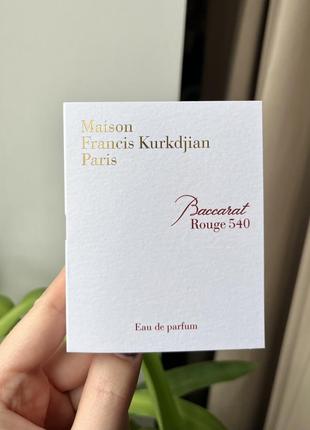 Maison
Francis Kurkdjian
Paris
Baccarat
Rouge 540
Eau de parfum